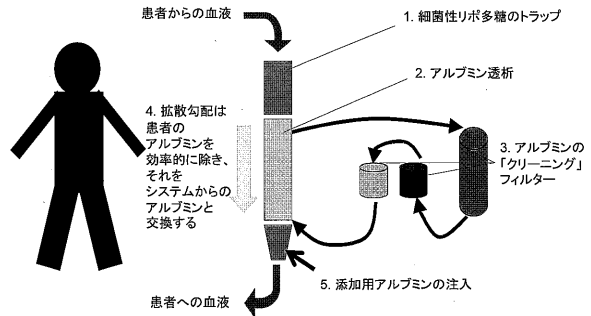 患者からの血液
1. 細菌性リポ多糖のトラップ
2. アルブミン透析
4. 拡散勾配は
患者の
アルブミンを
効率的に除き、
それを
システムからの
アルブミンと
交換する
3. アルブミンの
「クリーニング」
フィルター
5. 添加用アルブミンの注入
患者への血液